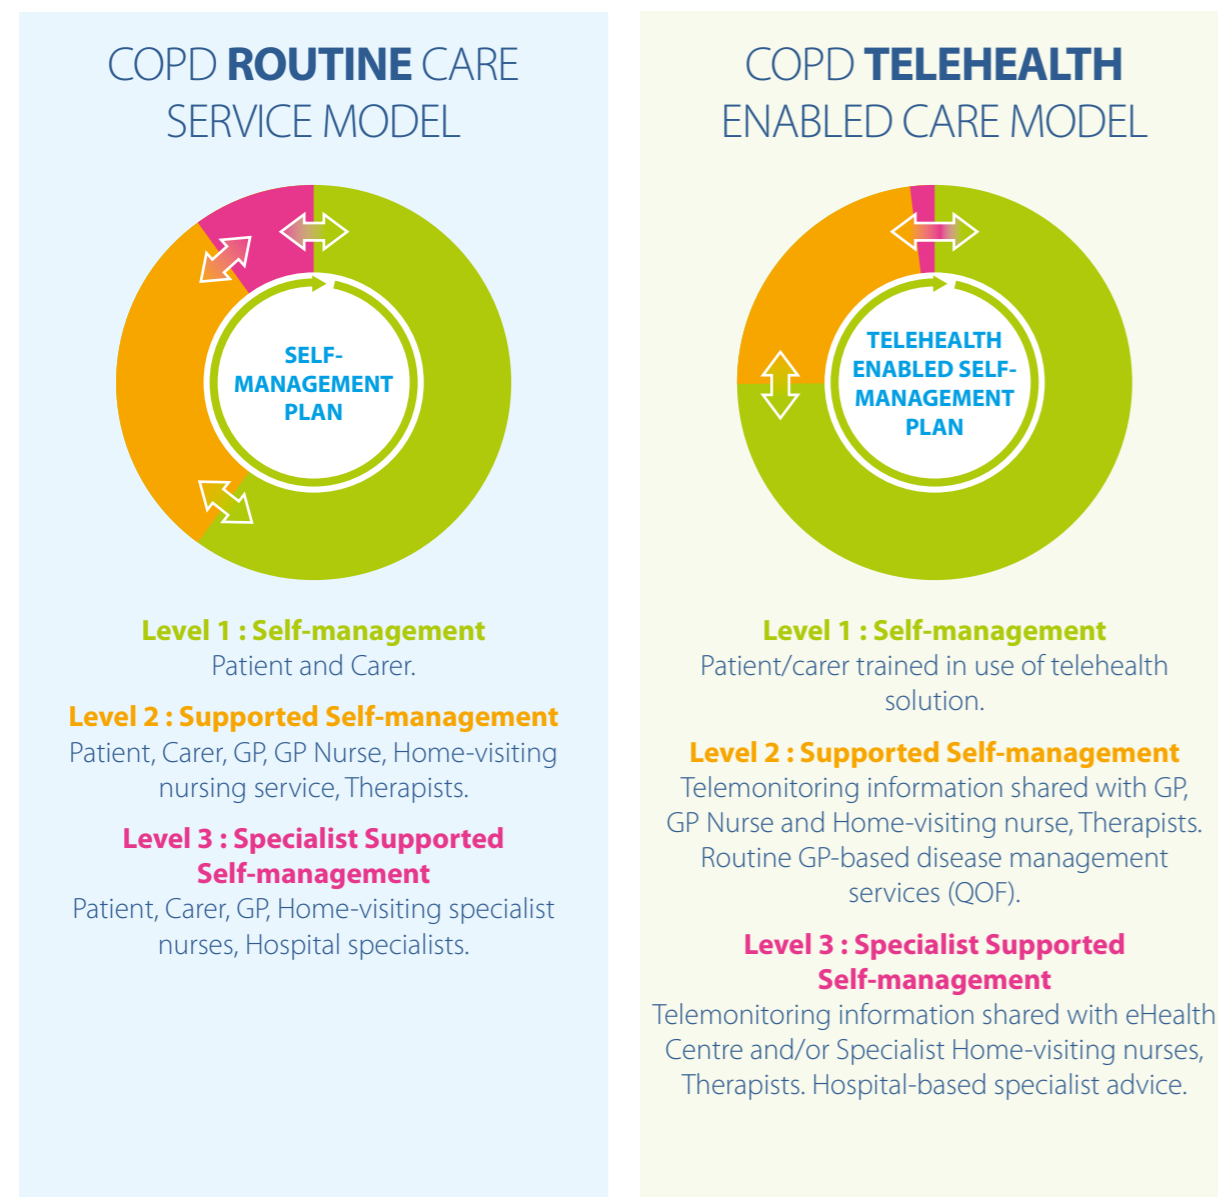 COPD ROUTINE CARE
SERVICE MODEL
SELF-
MANAGEMENT
PLAN
Level 1 : Self-management
Patient and Carer.
Level 2 : Supported Self-management
Patient, Carer, GP, GP Nurse, Home-visiting
nursing service, Therapists.
Level 3 : Specialist Supported
Self-management
Patient, Carer, GP, Home-visiting specialist
nurses, Hospital specialists.
COPD TELEHEALTH
ENABLED CARE MODEL
TELEHEALTH
ENABLED SELF-
MANAGEMENT
PLAN
Level 1 : Self-management
Patient/carer trained in use of telehealth
solution.
Level 2 : Supported Self-management
Telemonitoring information shared with GP,
GP Nurse and Home-visiting nurse, Therapists.
Routine GP-based disease management
services (QOF).
Level 3 : Specialist Supported
Self-management
Telemonitoring information shared with eHealth
Centre and/or Specialist Home-visiting nurses,
Therapists. Hospital-based specialist advice.